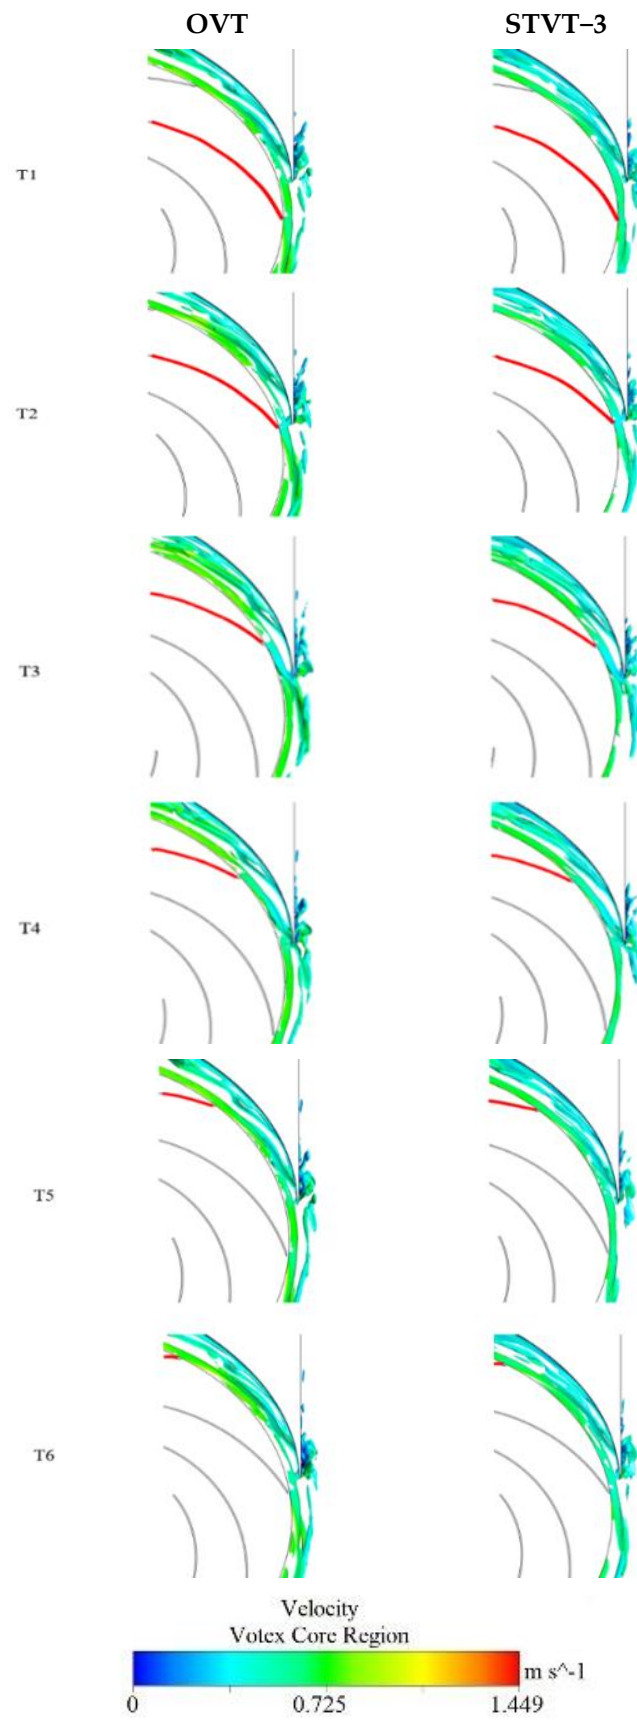 OVT STVT–3
T1
T2
T3
T4
T5
T6
Velocity
Votex Core Region
m s^-1
0 0.725 1.449